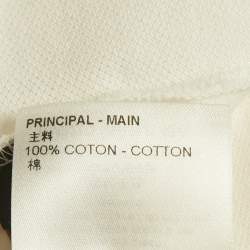 PRINCIPAL - MAIN
主料
100% COTON - COTTON
棉